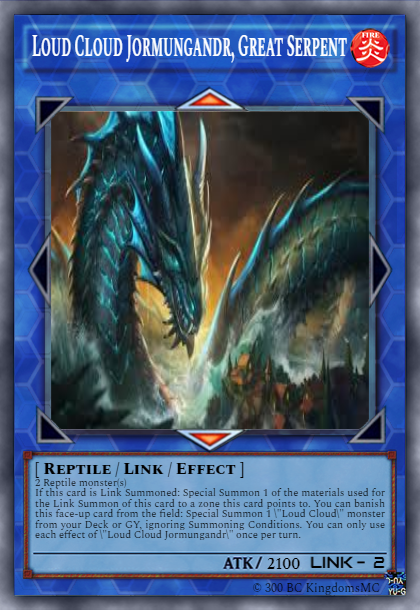 LOUD CLOUD JORMUNGANDR, GREAT SERPENT
FIRE
炎
[ REPTILE / LINK / EFFECT ]
2 Reptile monster(s)
If this card is Link Summoned: Special Summon 1 of the materials used for
the Link Summon of this card to a zone this card points to. You can banish
this face-up card from the field: Special Summon 1 \"Loud Cloud\" monster
from your Deck or GY, ignoring Summoning Conditions. You can only use
each effect of \"Loud Cloud Jormungandr\" once per turn.
ATK/ 2100 LINK - 2
© 300 BC KingdomsMC